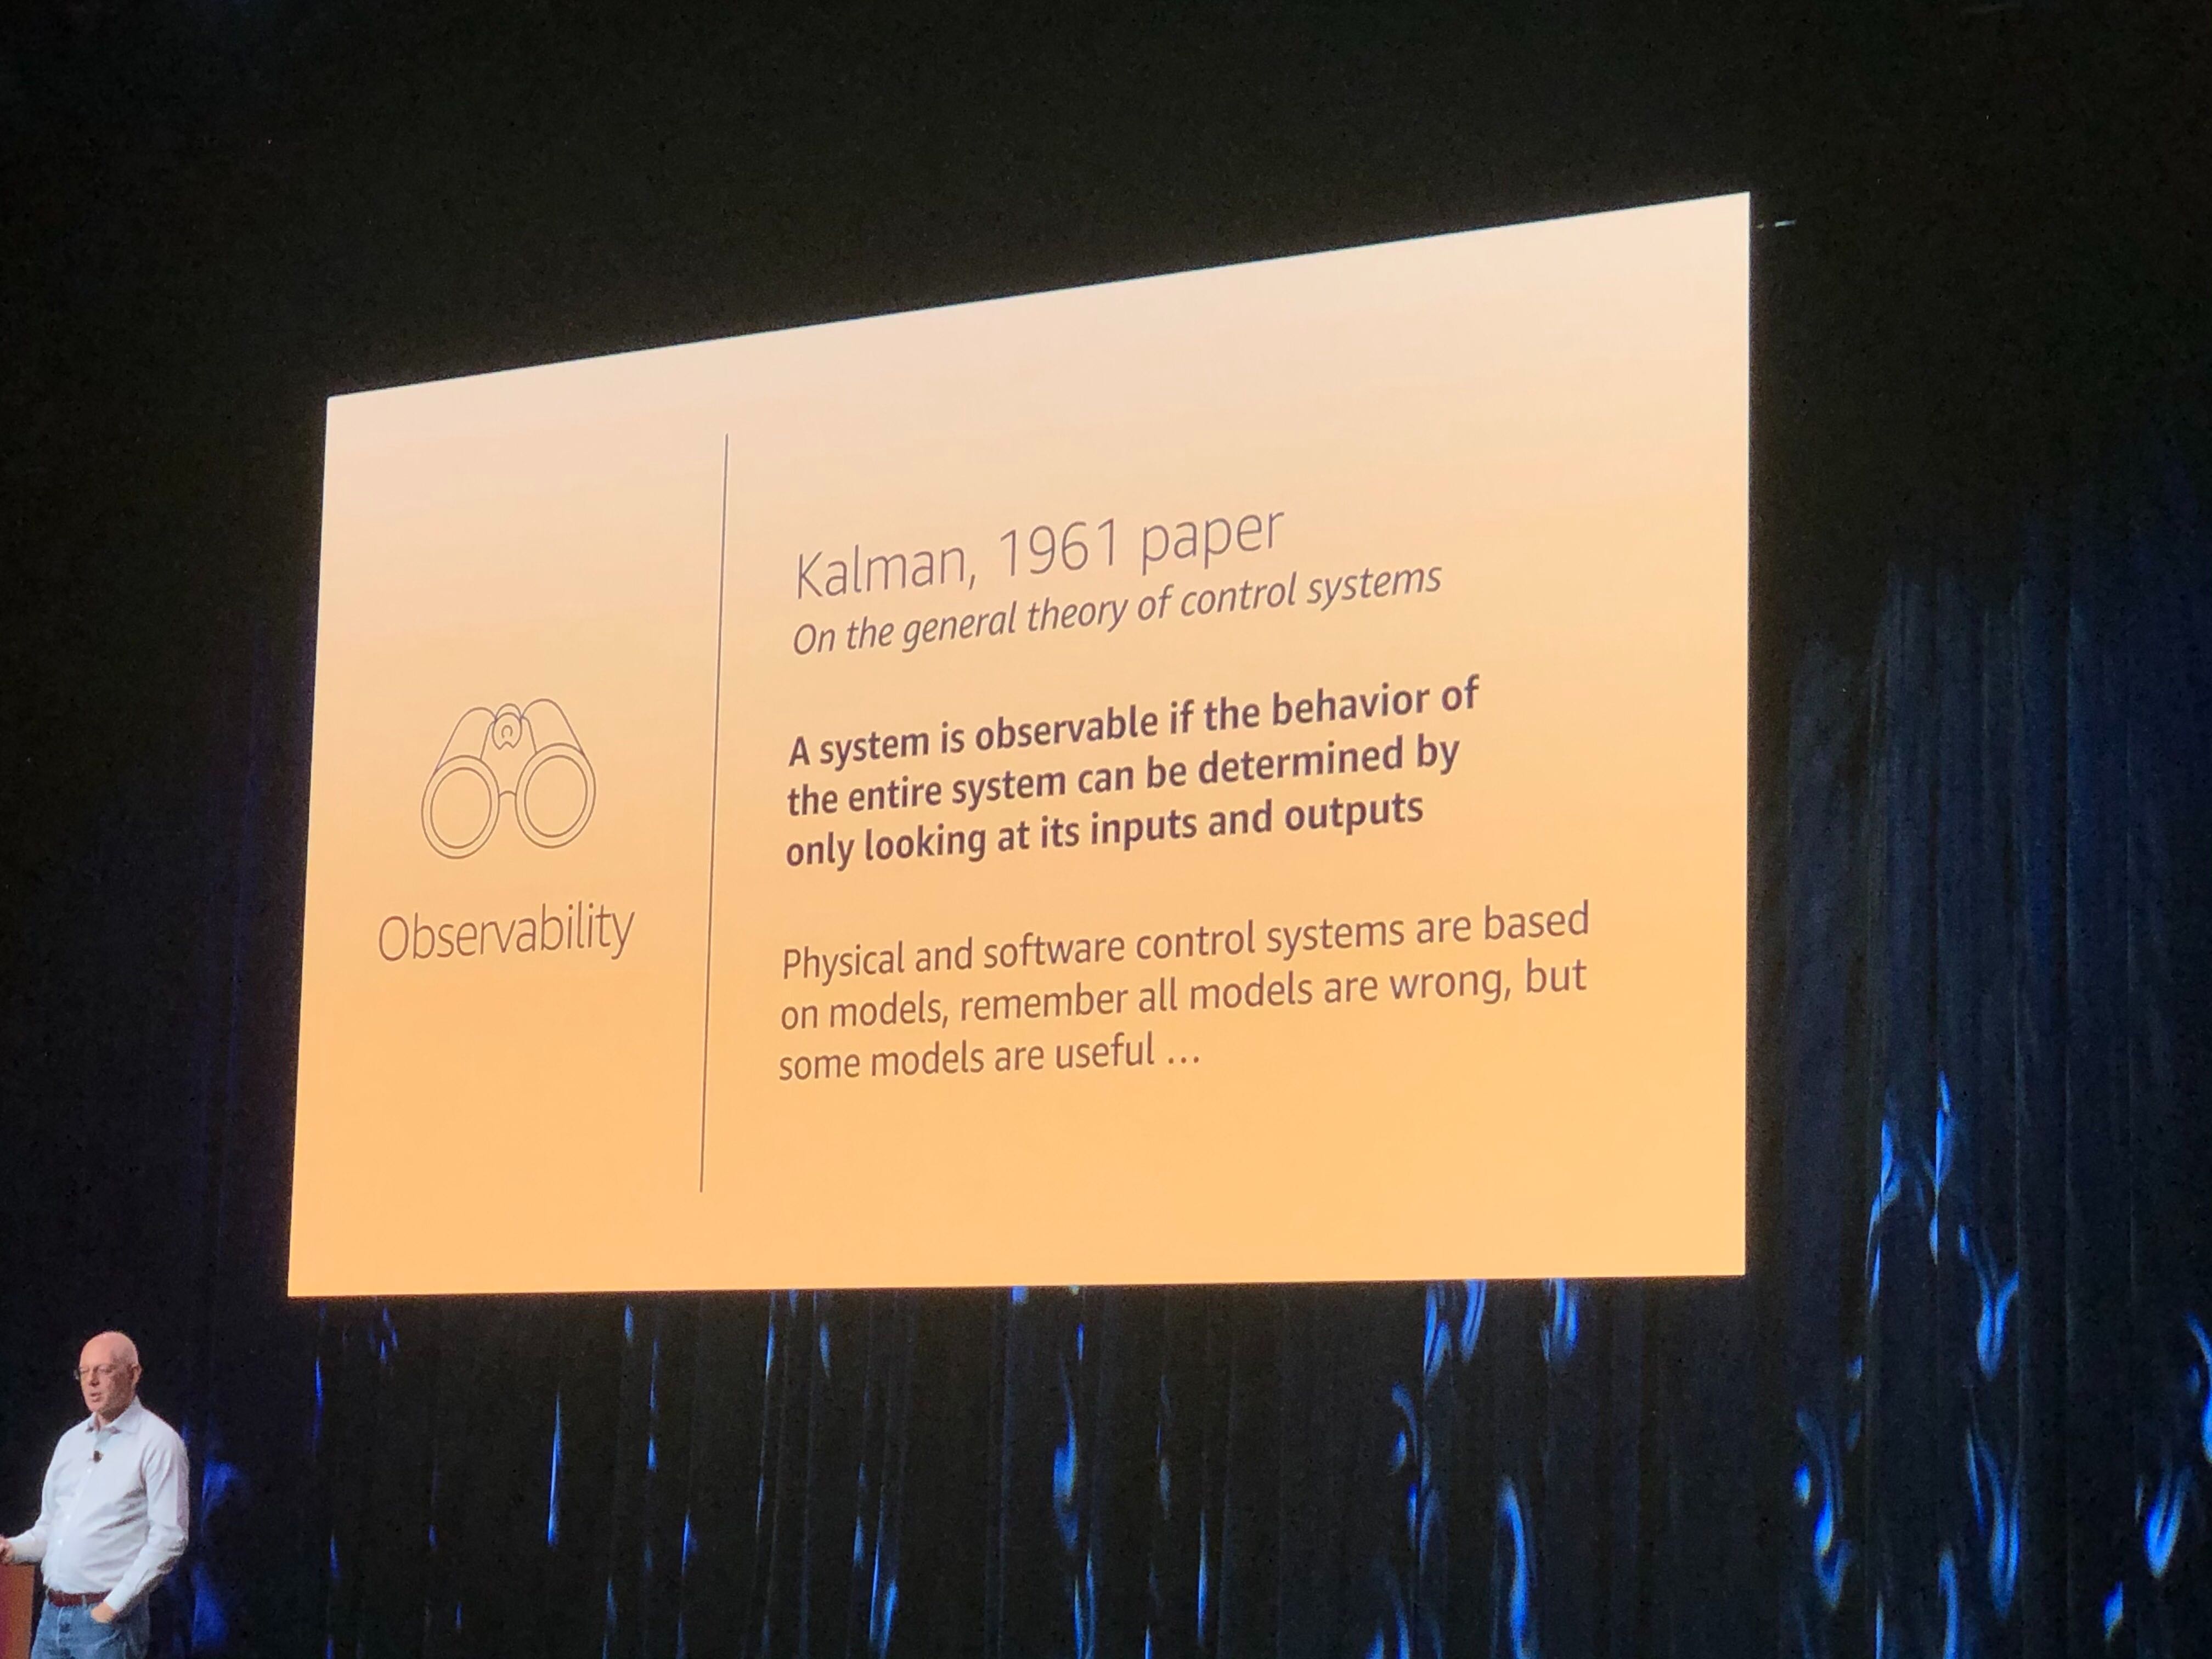 Observability
Kalman, 1961 paper
On the general theory of control systems
A system is observable if the behavior of
the entire system can be determined by
only looking at its inputs and outputs
Physical and software control systems are based
on models, remember all models are wrong, but
some models are useful ...